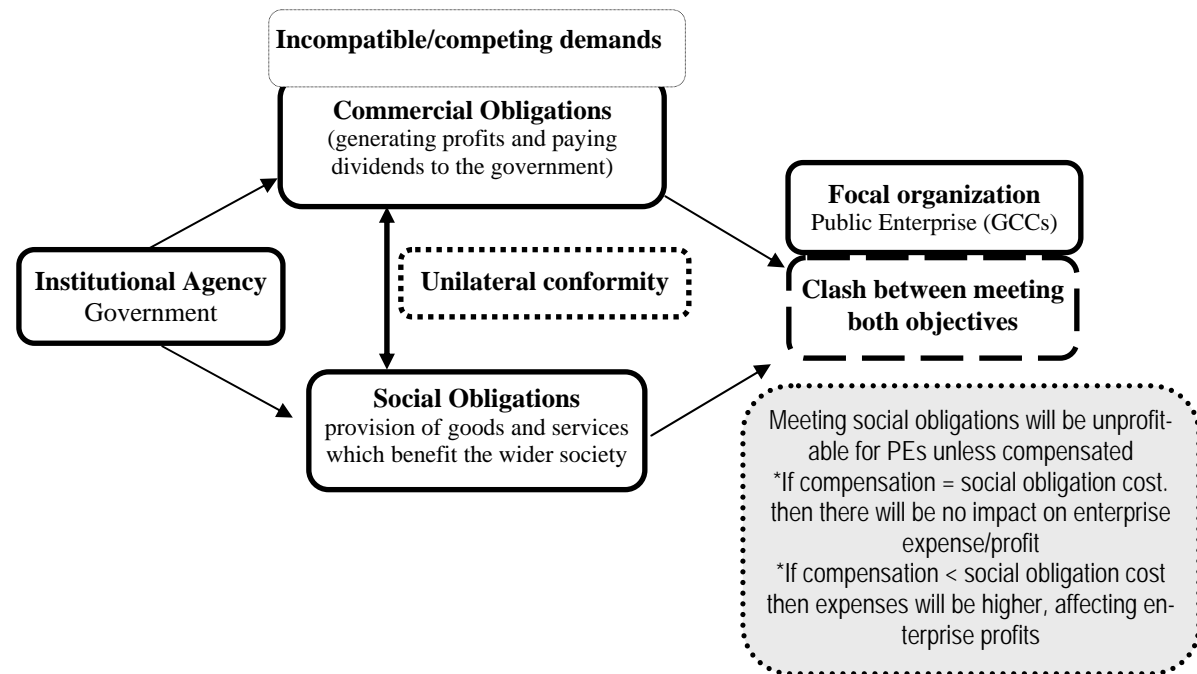 Incompatible/competing demands
Commercial Obligations
(generating profits and paying
dividends to the government)
Focal organization
Public Enterprise (GCCs)
Institutional Agency
Government
Unilateral conformity
Clash between meeting
both objectives
Social Obligations
provision of goods and services
which benefit the wider society
Meeting social obligations will be unprofit-
able for PEs unless compensated
*If compensation = social obligation cost.
then there will be no impact on enterprise
expense/profit
*If compensation < social obligation cost
then expenses will be higher, affecting en-
terprise profits